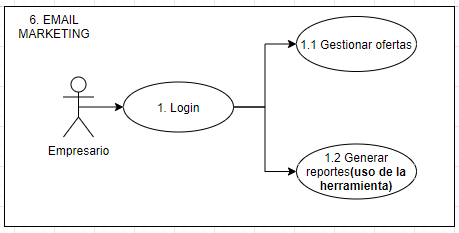 6. EMAIL
MARKETING
1.1 Gestionar ofertas
1. Login
Empresario
1.2 Generar
reportes(uso de la
herramienta)